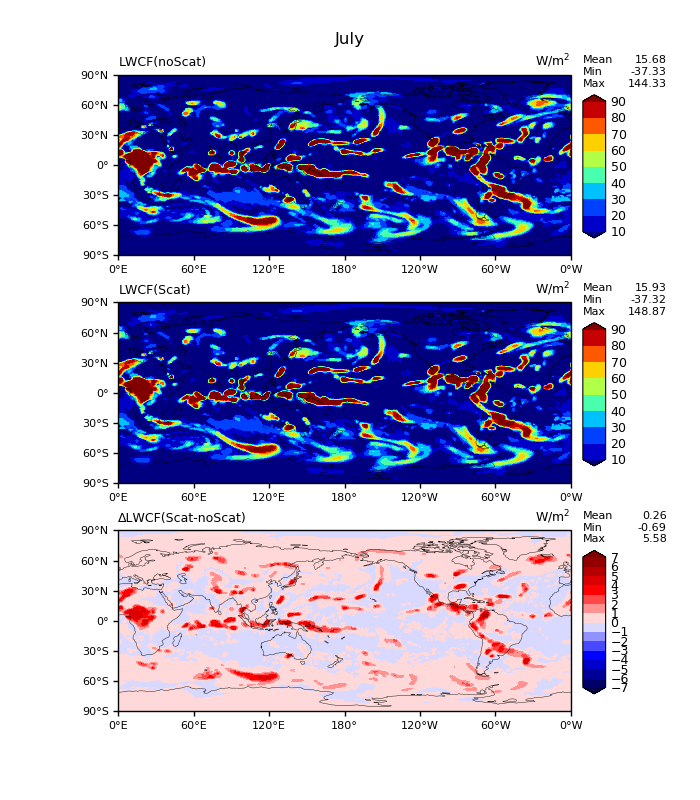 July
LWCF(noScat) W/m²
Mean 15.68
Min -37.33
Max 144.33
90°N
60°N
30°N
0°
30°S
60°S
90°S
0°E 60°E 120°E 180° 120°W 60°W 0°W
90
80
70
60
50
40
30
20
10
LWCF(Scat) W/m²
Mean 15.93
Min -37.32
Max 148.87
90°N
60°N
30°N
0°
30°S
60°S
90°S
0°E 60°E 120°E 180° 120°W 60°W 0°W
90
80
70
60
50
40
30
20
10
ΔLWCF(Scat-noScat) W/m²
Mean 0.26
Min -0.69
Max 5.58
90°N
60°N
30°N
0°
30°S
60°S
90°S
0°E 60°E 120°E 180° 120°W 60°W 0°W
7
6
5
4
3
2
1
0
−1
−2
−3
−4
−5
−6
−7